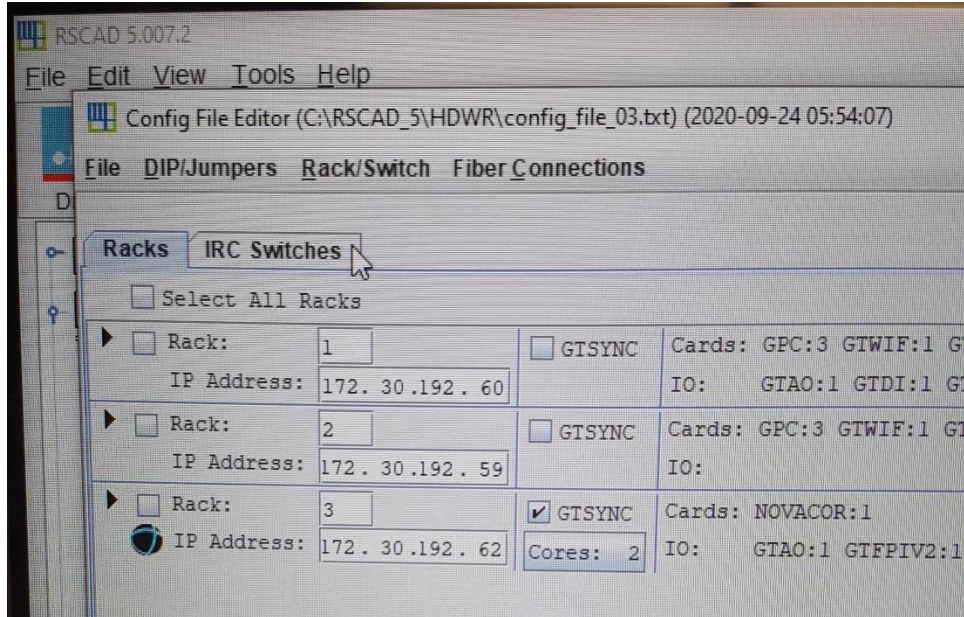 RSCAD 5.007.2
File Edit View Tools Help
Config File Editor (C:\RSCAD_5\HDWR\config_file_03.txt) (2020-09-24 05:54:07)
File DIP/Jumpers Rack/Switch Fiber Connections
Racks IRC Switches
Select All Racks
Rack: 1 GTSYNC Cards: GPC:3 GTWIF:1
IP Address: 172. 30 .192 . 60 IO: GTAO:1 GTDI:1
Rack: 2 GTSYNC Cards: GPC:3 GTWIF:1
IP Address: 172 . 30 .192 . 59 IO:
Rack: 3 GTSYNC Cards: NOVACOR:1
IP Address: 172 . 30 .192 . 62 Cores: 2 IO: GTAO:1 GTFPIV2:1